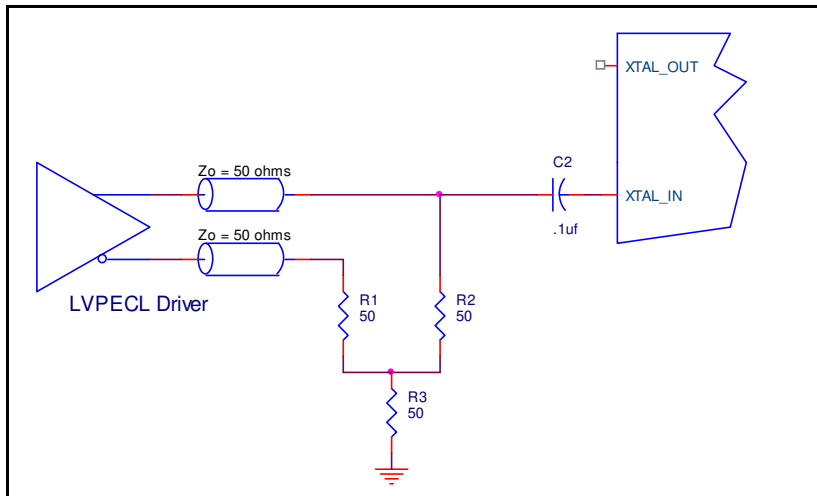 XTAL_OUT
C2
Zo = 50 ohms
XTAL_IN
.1uf
Zo = 50 ohms
LVPECL Driver
R1
50
R2
50
R3
50